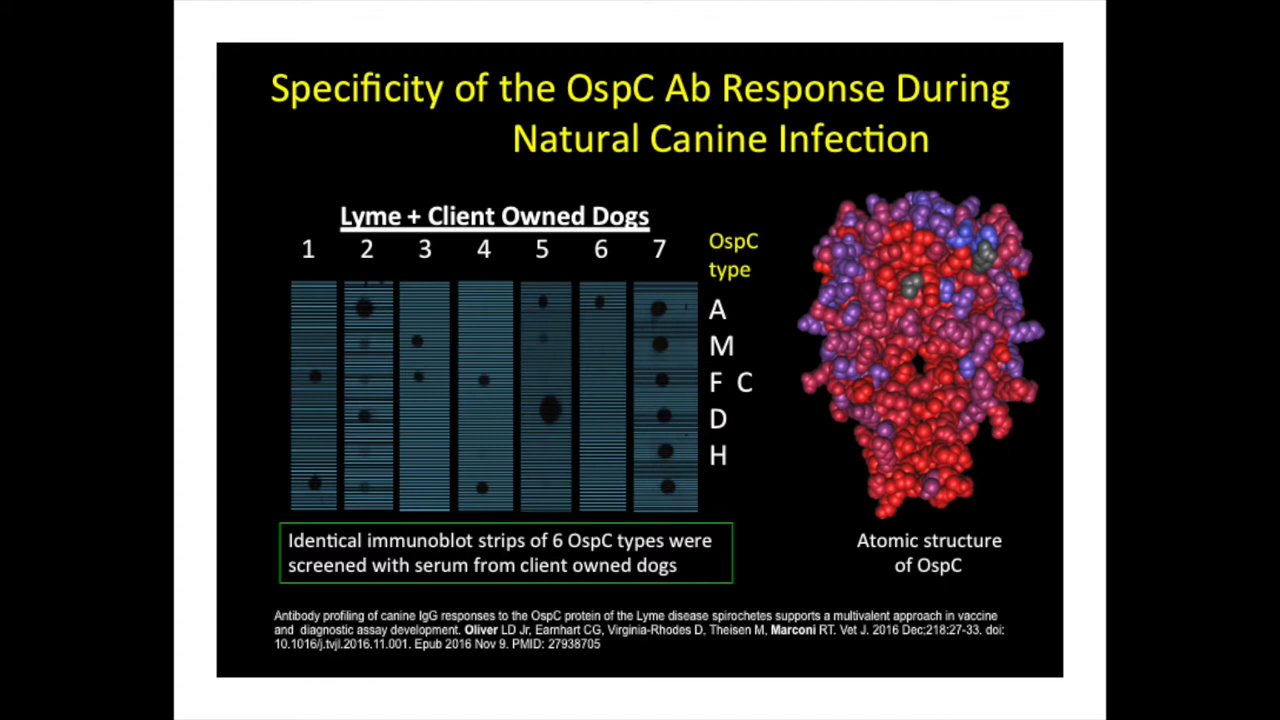 Specificity of the OspC Ab Response During
Natural Canine Infection
Lyme + Client Owned Dogs
1 2 3 4 5 6 7
OspC
type
A
M
F C
D
H
Identical immunoblot strips of 6 OspC types were
screened with serum from client owned dogs
Atomic structure
of OspC
Antibody profiling of canine IgG responses to the OspC protein of the Lyme disease spirochetes supports a multivalent approach in vaccine
and diagnostic assay development. Oliver LD Jr, Earnhart CG, Virginia-Rhodes D, Theisen M, Marconi RT. Vet J. 2016 Dec;218:27-33. doi:
10.1016/j.tvjl.2016.11.001. Epub 2016 Nov 9. PMID: 27938705